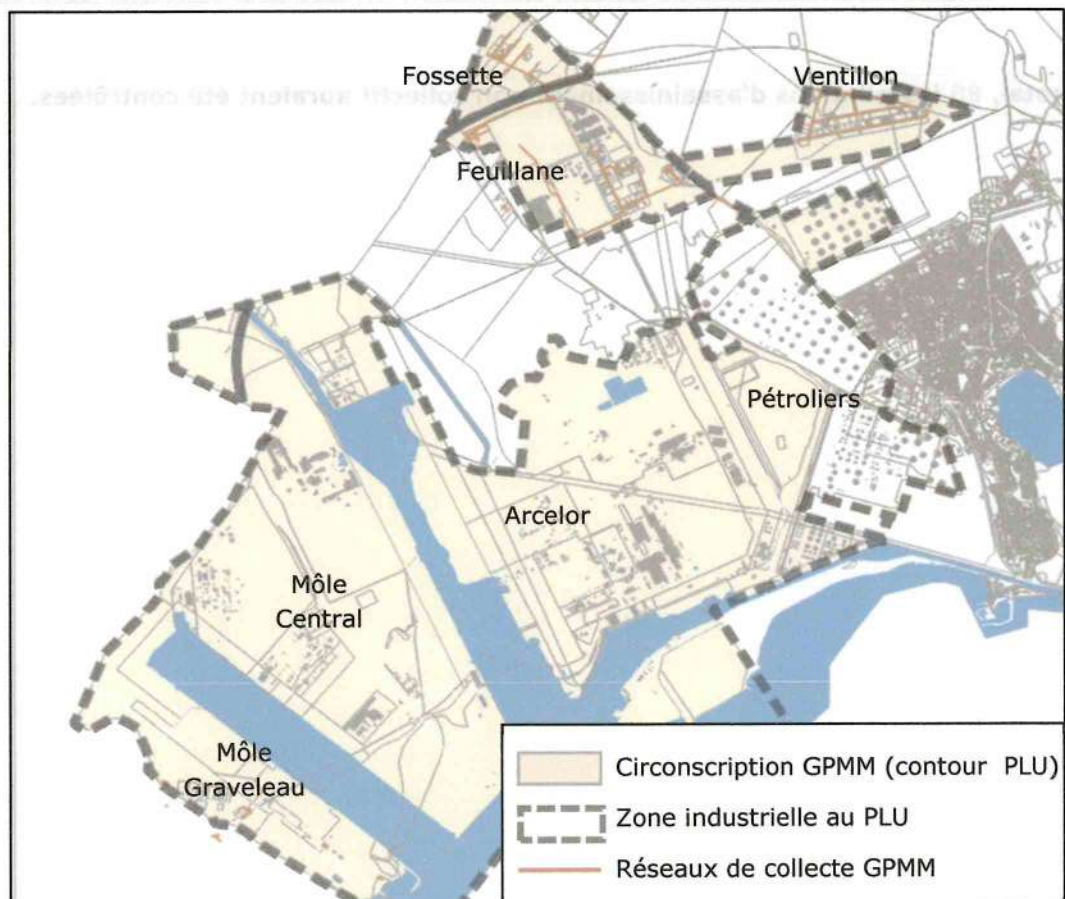 Fossette
Ventillon
Feuillane
Pétroliers
Arcelor
Môle
Central
Môle
Graveleau
Circonscription GPMM (contour PLU)
Zone industrielle au PLU
Réseaux de collecte GPMM